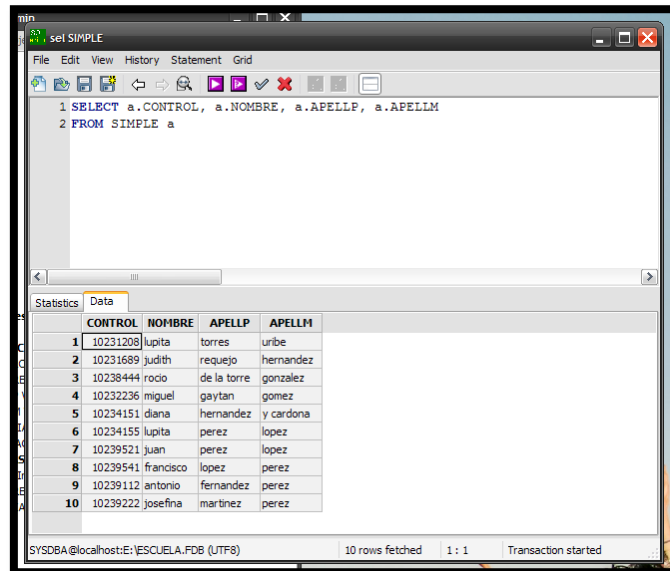 min
sel SIMPLE
File Edit View History Statement Grid
1 SELECT a.CONTROL, a.NOMBRE, a.APELLP, a.APELLM
2 FROM SIMPLE a
Statistics Data
CONTROL NOMBRE APELLP APELLM
1 10231208 lupita torres uribe
2 10231689 judith requejo hernandez
3 10238444 rocio de la torre gonzalez
4 10232236 miguel gaytan gomez
5 10234151 diana hernandez y cardona
6 10234155 lupita perez lopez
7 10239521 juan perez lopez
8 10239541 francisco lopez perez
9 10239112 antonio fernandez perez
10 10239222 josefina martinez perez
SYSDBA@localhost:E:\ESCUELA.FDB (UTF8) 10 rows fetched 1 : 1 Transaction started